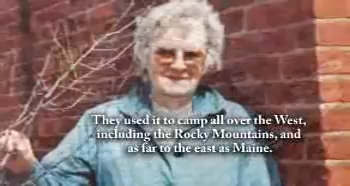 They used it to camp all over the West,
including the Rocky Mountains, and
as far to the east as Maine.